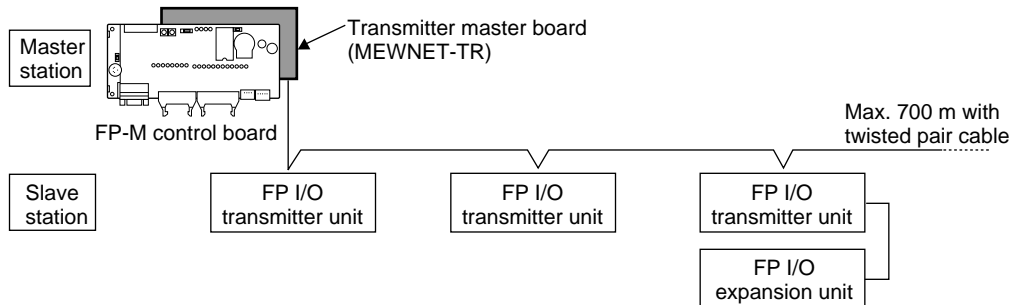 Transmitter master board
(MEWNET-TR)
Master
station
FP-M control board
Max. 700 m with
twisted pair cable
Slave
station
FP I/O
transmitter unit
FP I/O
transmitter unit
FP I/O
transmitter unit
FP I/O
expansion unit